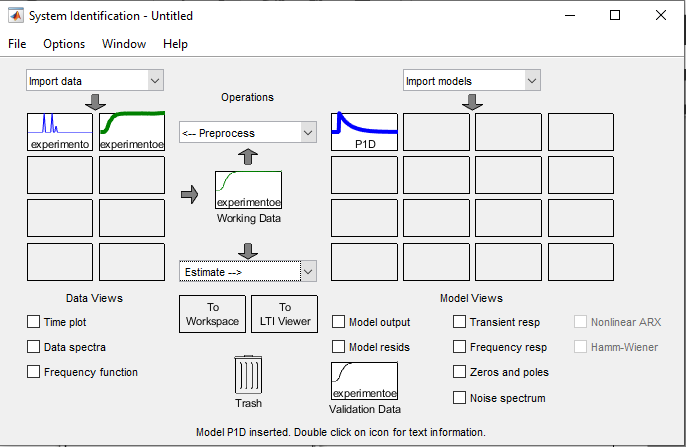 System Identification - Untitled
File Options Window Help
Import data
Import models
Operations
<-- Preprocess
experimento
experimentoe
P1D
experimentoe
Working Data
Estimate -->
Data Views
Model Views
To
Workspace
To
LTI Viewer
Time plot
Data spectra
Frequency function
Model output
Model resids
Transient resp
Frequency resp
Zeros and poles
Noise spectrum
Nonlinear ARX
Hamm-Wiener
Trash
experimentoe
Validation Data
Model P1D inserted. Double click on icon for text information.